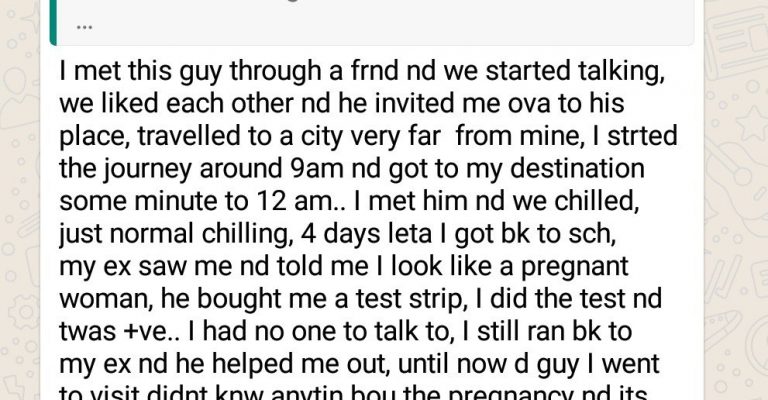 ...
I met this guy through a frnd nd we started talking,
we liked each other nd he invited me ova to his
place, travelled to a city very far  from mine, I strted
the journey around 9am nd got to my destination
some minute to 12 am.. I met him nd we chilled,
just normal chilling, 4 days leta I got bk to sch,
my ex saw me nd told me I look like a pregnant
woman, he bought me a test strip, I did the test nd
twas +ve.. I had no one to talk to, I still ran bk to
my ex nd he helped me out, until now d guy I went
to visit didnt knw anytin bou the pregnancy nd its